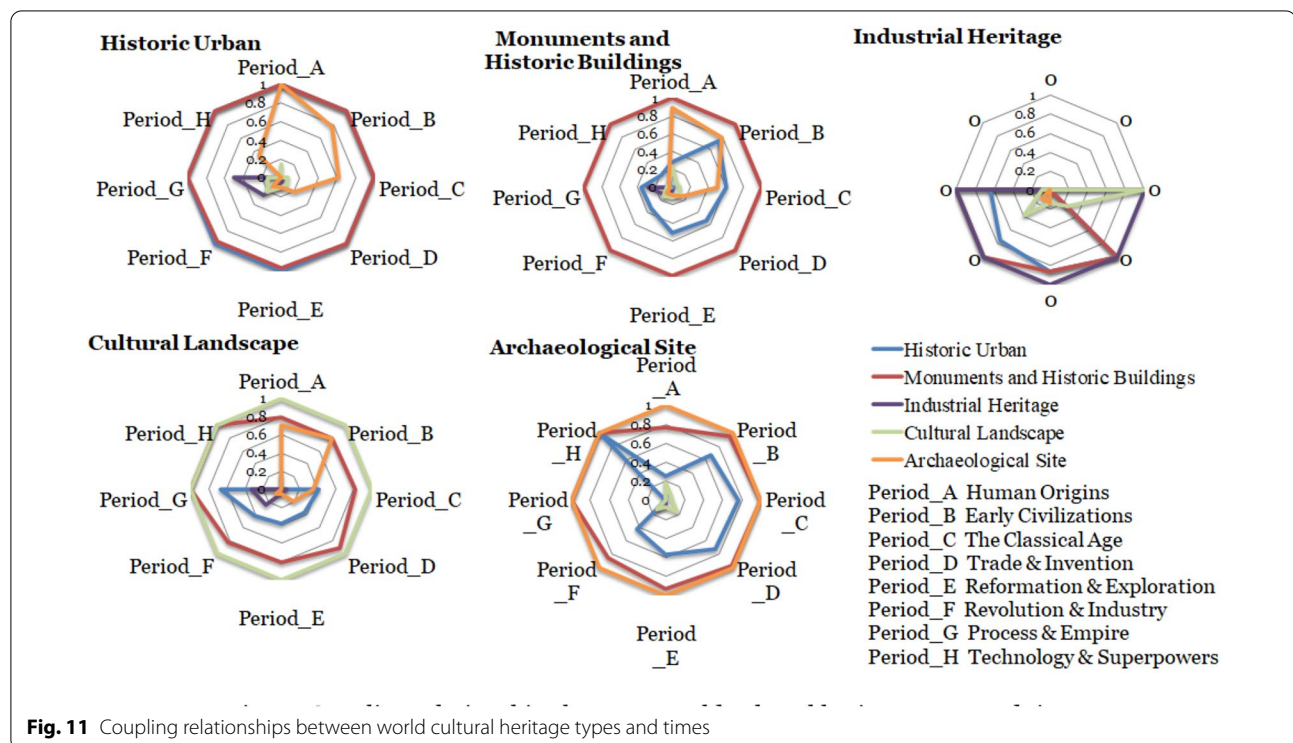 Historic Urban
Period_A
1
0.8
0.6
0.4
0.2
0
Period_B
Period_C
Period_D
Period_E
Period_F
Period_G
Period_H
Monuments and
Historic Buildings
Period_A
1
0.8
0.6
0.4
0.2
0
Period_B
Period_C
Period_D
Period_E
Period_F
Period_G
Period_H
Industrial Heritage
O
1
0.8
0.6
0.4
0.2
0
O
O
O
O
O
O
O
Cultural Landscape
Period_A
1
0.8
0.6
0.4
0.2
0
Period_B
Period_C
Period_D
Period_E
Period_F
Period_G
Period_H
Archaeological Site
Period
_A
1
0.8
0.6
0.4
0.2
0
Period
_B
Period
_C
Period
_D
Period
_E
Period
_F
Period
_G
Period
_H
Historic Urban
Monuments and Historic Buildings
Industrial Heritage
Cultural Landscape
Archaeological Site
Period_A Human Origins
Period_B Early Civilizations
Period_C The Classical Age
Period_D Trade & Invention
Period_E Reformation & Exploration
Period_F Revolution & Industry
Period_G Process & Empire
Period_H Technology & Superpowers
Fig. 11 Coupling relationships between world cultural heritage types and times